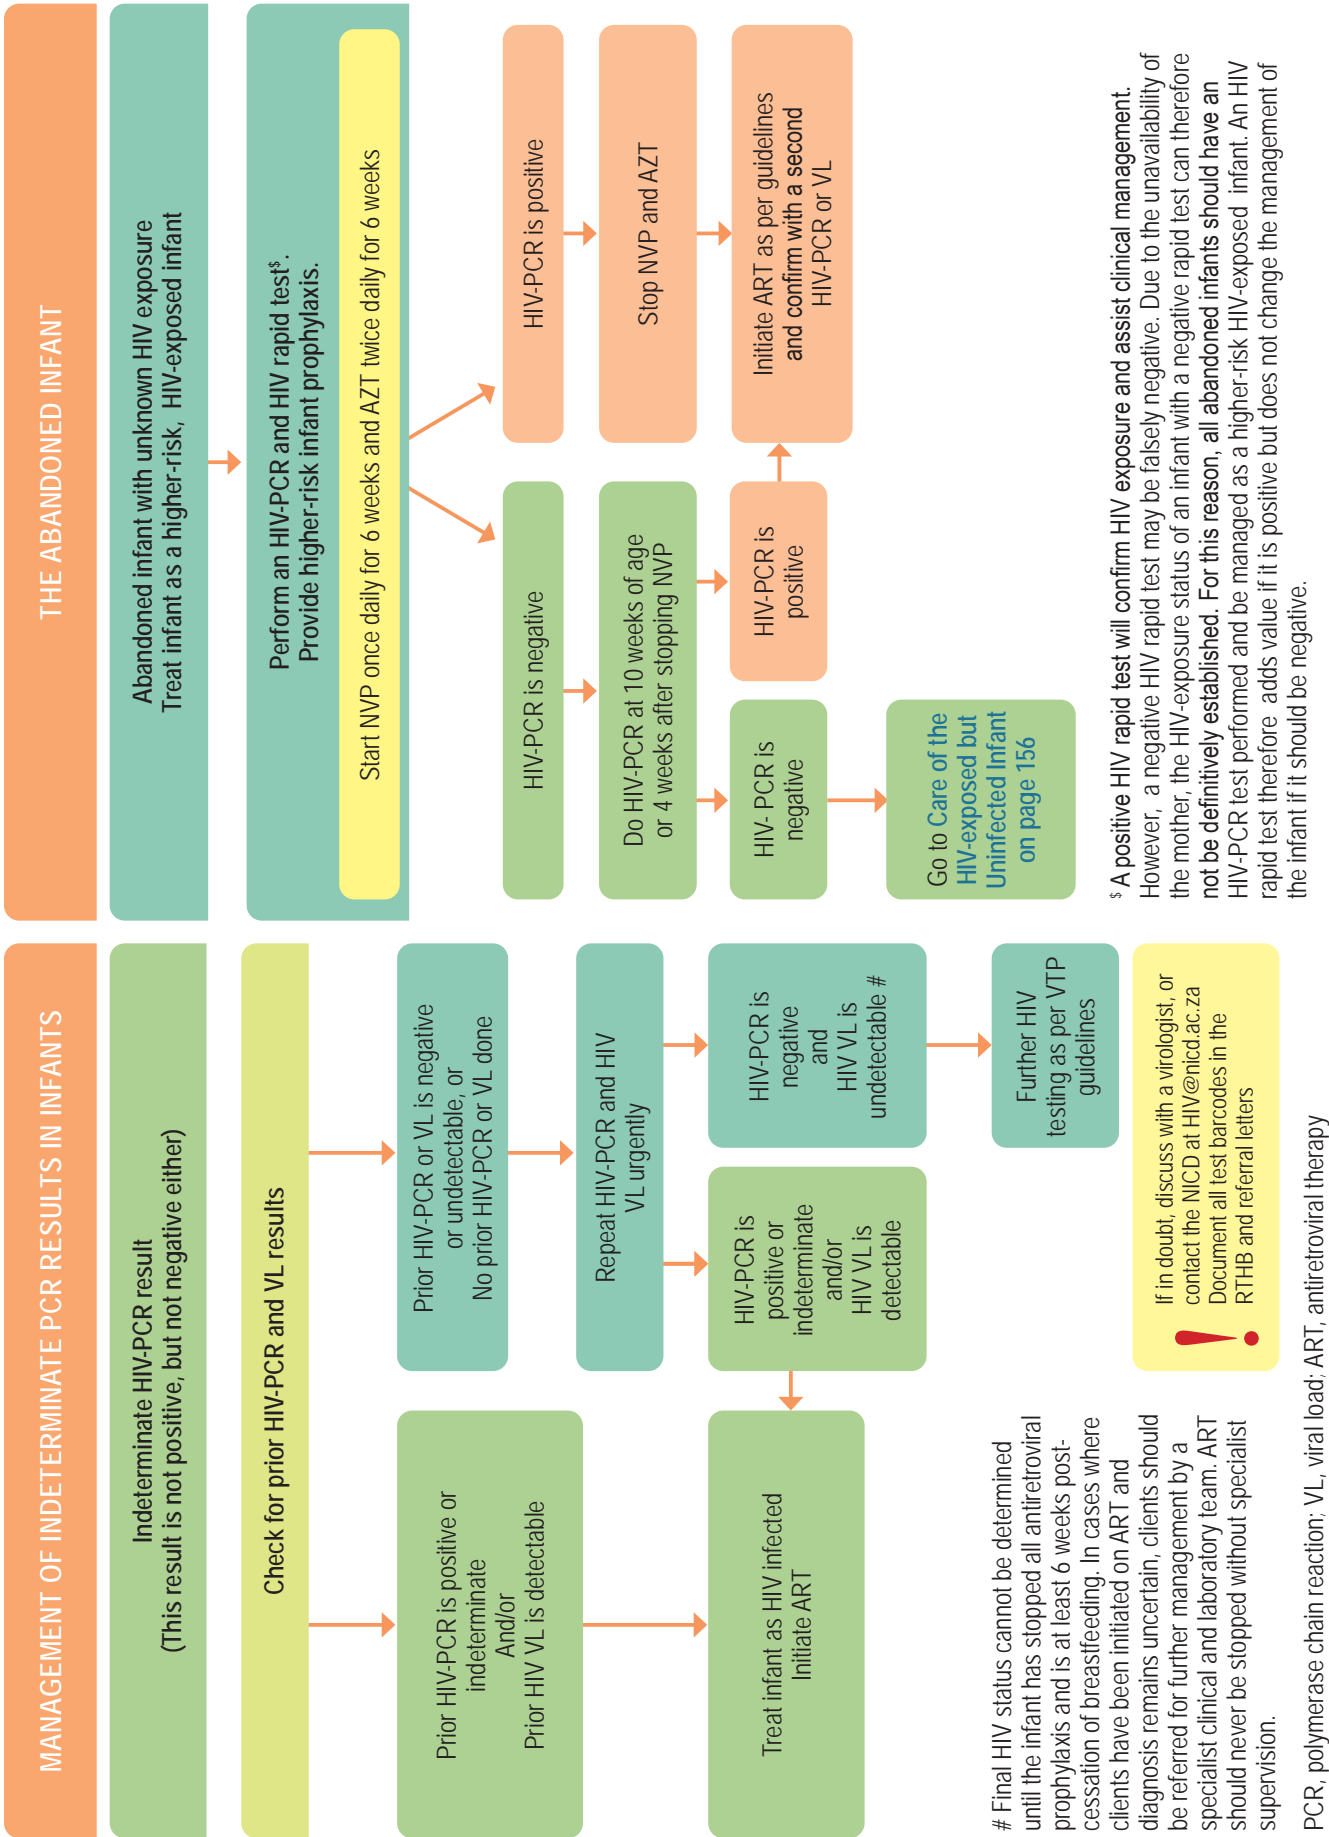 MANAGEMENT OF INDETERMINATE PCR RESULTS IN INFANTS
Indeterminate HIV-PCR result
(This result is not positive, but not negative either)
Check for prior HIV-PCR and VL results
Prior HIV-PCR is positive or
indeterminate
And/or
Prior HIV VL is detectable
Prior HIV-PCR or VL is negative
or undetectable, or
No prior HIV-PCR or VL done
Repeat HIV-PCR and HIV
VL urgently
Treat infant as HIV infected
Initiate ART
HIV-PCR is
positive or
indeterminate
and/or
HIV VL is
detectable
HIV-PCR is
negative
and
HIV VL is
undetectable #
Further HIV
testing as per VTP
guidelines
# Final HIV status cannot be determined
until the infant has stopped all antiretroviral
prophylaxis and is at least 6 weeks post-
cessation of breastfeeding. In cases where
clients have been initiated on ART and
diagnosis remains uncertain, clients should
be referred for further management by a
specialist clinical and laboratory team. ART
should never be stopped without specialist
supervision.
If in doubt, discuss with a virologist, or
contact the NICD at HIV@nicd.ac.za
Document all test barcodes in the
RTHB and referral letters
PCR, polymerase chain reaction; VL, viral load; ART, antiretroviral therapy
THE ABANDONED INFANT
Abandoned infant with unknown HIV exposure
Treat infant as a higher-risk, HIV-exposed infant
Perform an HIV-PCR and HIV rapid test$.
Provide higher-risk infant prophylaxis.
Start NVP once daily for 6 weeks and AZT twice daily for 6 weeks
HIV-PCR is negative
HIV-PCR is positive
Do HIV-PCR at 10 weeks of age
or 4 weeks after stopping NVP
Stop NVP and AZT
HIV- PCR is
negative
HIV-PCR is
positive
Initiate ART as per guidelines
and confirm with a second
HIV-PCR or VL
Go to Care of the
HIV-exposed but
Uninfected Infant
on page 156
$ A positive HIV rapid test will confirm HIV exposure and assist clinical management.
However, a negative HIV rapid test may be falsely negative. Due to the unavailability of
the mother, the HIV-exposure status of an infant with a negative rapid test can therefore
not be definitively established. For this reason, all abandoned infants should have an
HIV-PCR test performed and be managed as a higher-risk HIV-exposed infant. An HIV
rapid test therefore adds value if it is positive but does not change the management of
the infant if it should be negative.